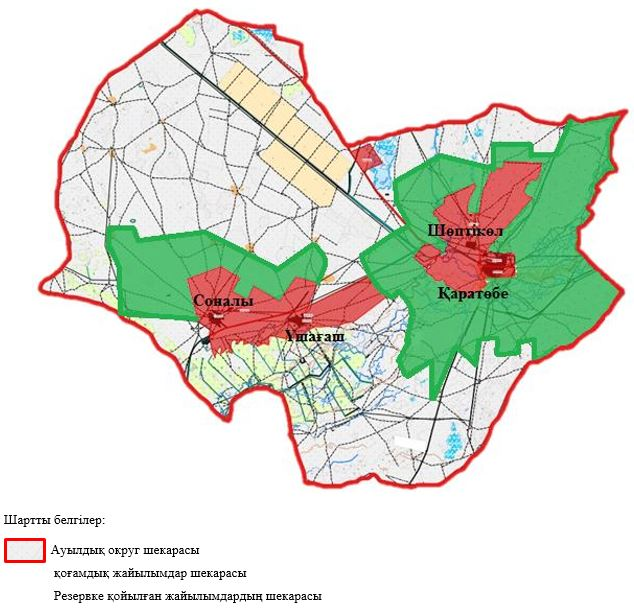 Шөптікөл
Қаратөбе
Соналы
Ұшағаш
Шартты белгілер:
Ауылдық округ шекарасы
қоғамдық жайылымдар шекарасы
Резервке қойылған жайылымдардың шекарасы